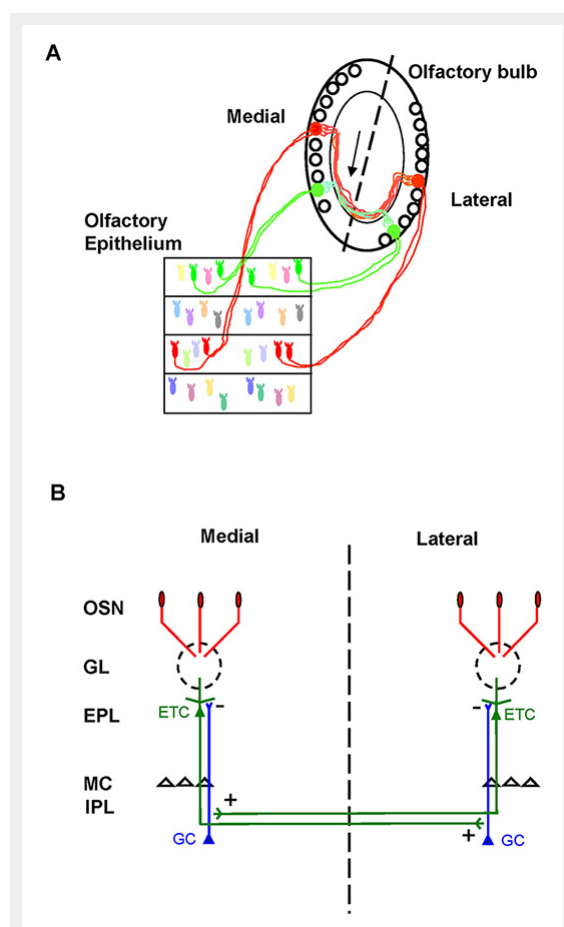 A
Olfactory bulb
Medial
Lateral
Olfactory
Epithelium
B
Medial
Lateral
OSN
GL
EPL
ETC
-
-
ETC
MC
IPL
+
+
GC
GC